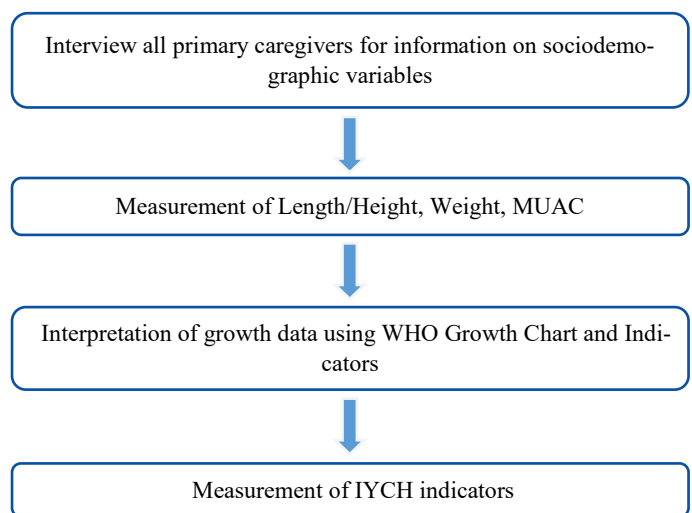 Interview all primary caregivers for information on sociodemo-
graphic variables
Measurement of Length/Height, Weight, MUAC
Interpretation of growth data using WHO Growth Chart and Indi-
cators
Measurement of IYCH indicators